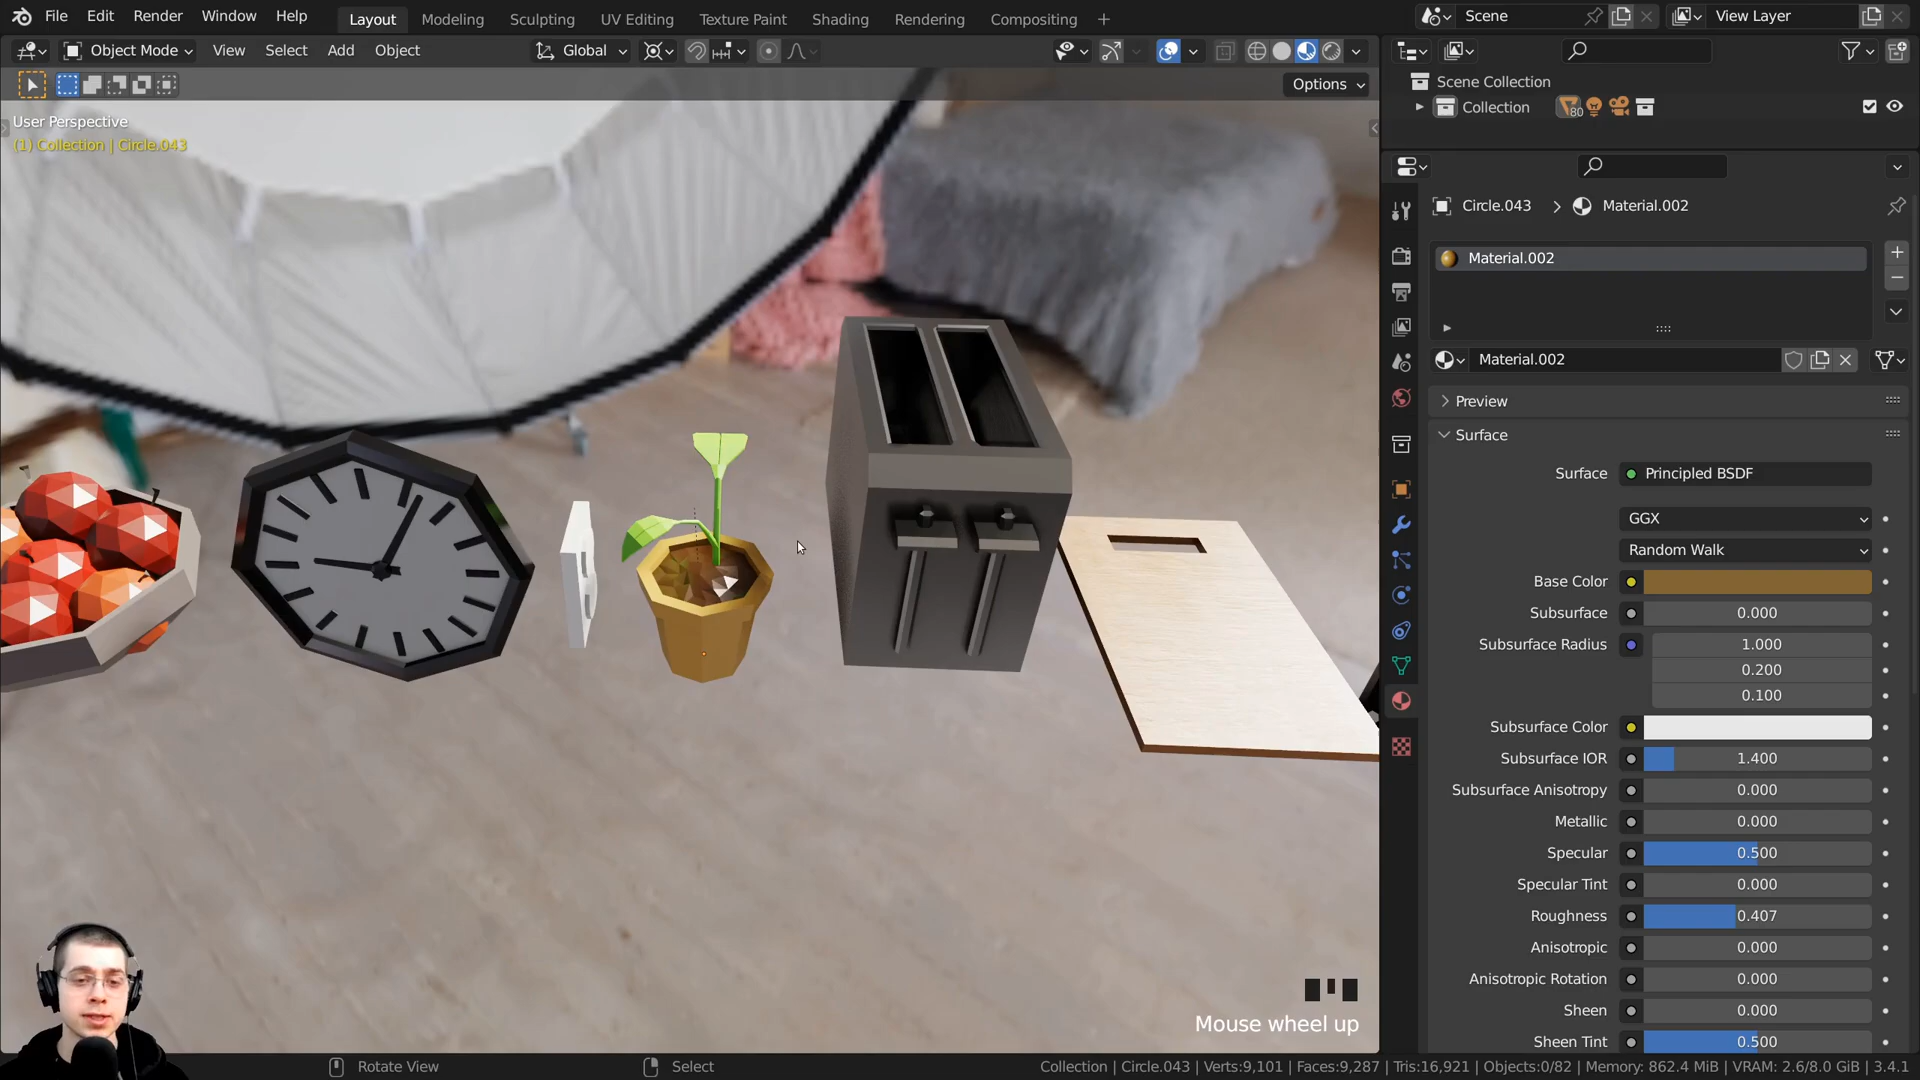 File Edit Render Window Help
Layout Modeling Sculpting UV Editing Texture Paint Shading Animation Rendering Compositing
Scene
View Layer
Object Mode View Select Add Object
Global
Options
User Perspective
(1) Collection | Circle.043
Scene Collection
Collection
80
Circle.043 > Material.002
Material.002
Material.002
Preview
Surface
Surface Principled BSDF
GGX
Random Walk
Base Color
Subsurface 0.000
Subsurface Radius 1.000
0.200
0.100
Subsurface Color
Subsurface IOR 1.400
Subsurface Anisotropy 0.000
Metallic 0.000
Specular 0.500
Specular Tint 0.000
Roughness 0.407
Anisotropic 0.000
Anisotropic Rotation 0.000
Sheen 0.000
Sheen Tint 0.500
Mouse wheel up
Rotate View
Select
Collection | Circle.043 | Verts:9,101 | Faces:9,287 | Tris:16,921 | Objects:0/82 | Memory: 862.4 MiB | VRAM: 2.6/8.0 GiB | 3.4.1